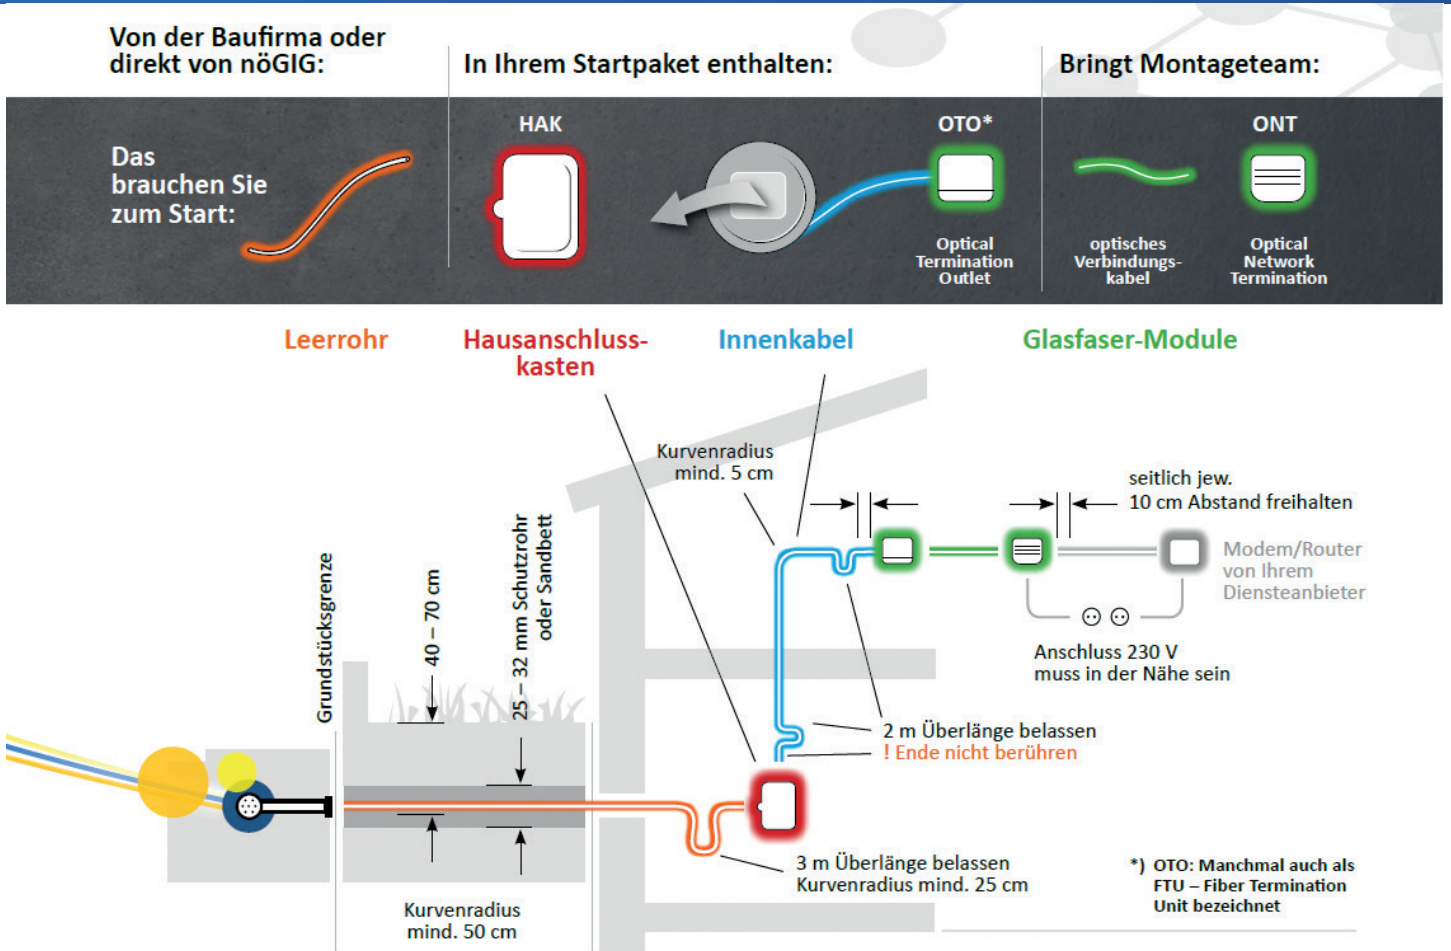 Von der Baufirma oder
direkt von nöGIG:
In Ihrem Startpaket enthalten:
Bringt Montageteam:
Das
brauchen Sie
zum Start:
HAK
OTO*
ONT
Optical
Termination
Outlet
optisches
Verbindungs-
kabel
Optical
Network
Termination
Leerrohr
Hausanschluss-
kasten
Innenkabel
Glasfaser-Module
Kurvenradius
mind. 5 cm
seitlich jew.
10 cm Abstand freihalten
Modem/Router
von Ihrem
Diensteanbieter
Anschluss 230 V
muss in der Nähe sein
Grundstücksgrenze
40 – 70 cm
25 – 32 mm Schutzrohr
oder Sandbett
2 m Überlänge belassen
! Ende nicht berühren
3 m Überlänge belassen
Kurvenradius mind. 25 cm
Kurvenradius
mind. 50 cm
*) OTO: Manchmal auch als
FTU – Fiber Termination
Unit bezeichnet